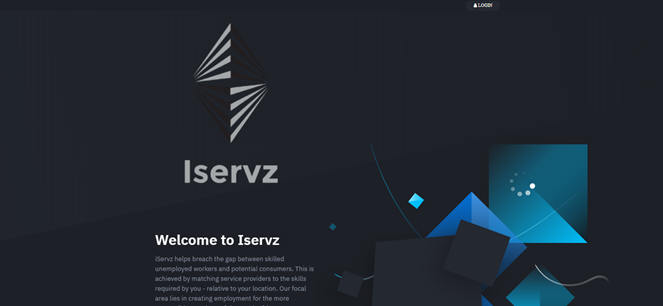 LOGIN
Iservz
Welcome to Iservz
iServz helps breach the gap between skilled
unemployed workers and potential consumers. This is
achieved by matching service providers to the skills
required by you - relative to your location. Our focal
area lies in creating employment for the more